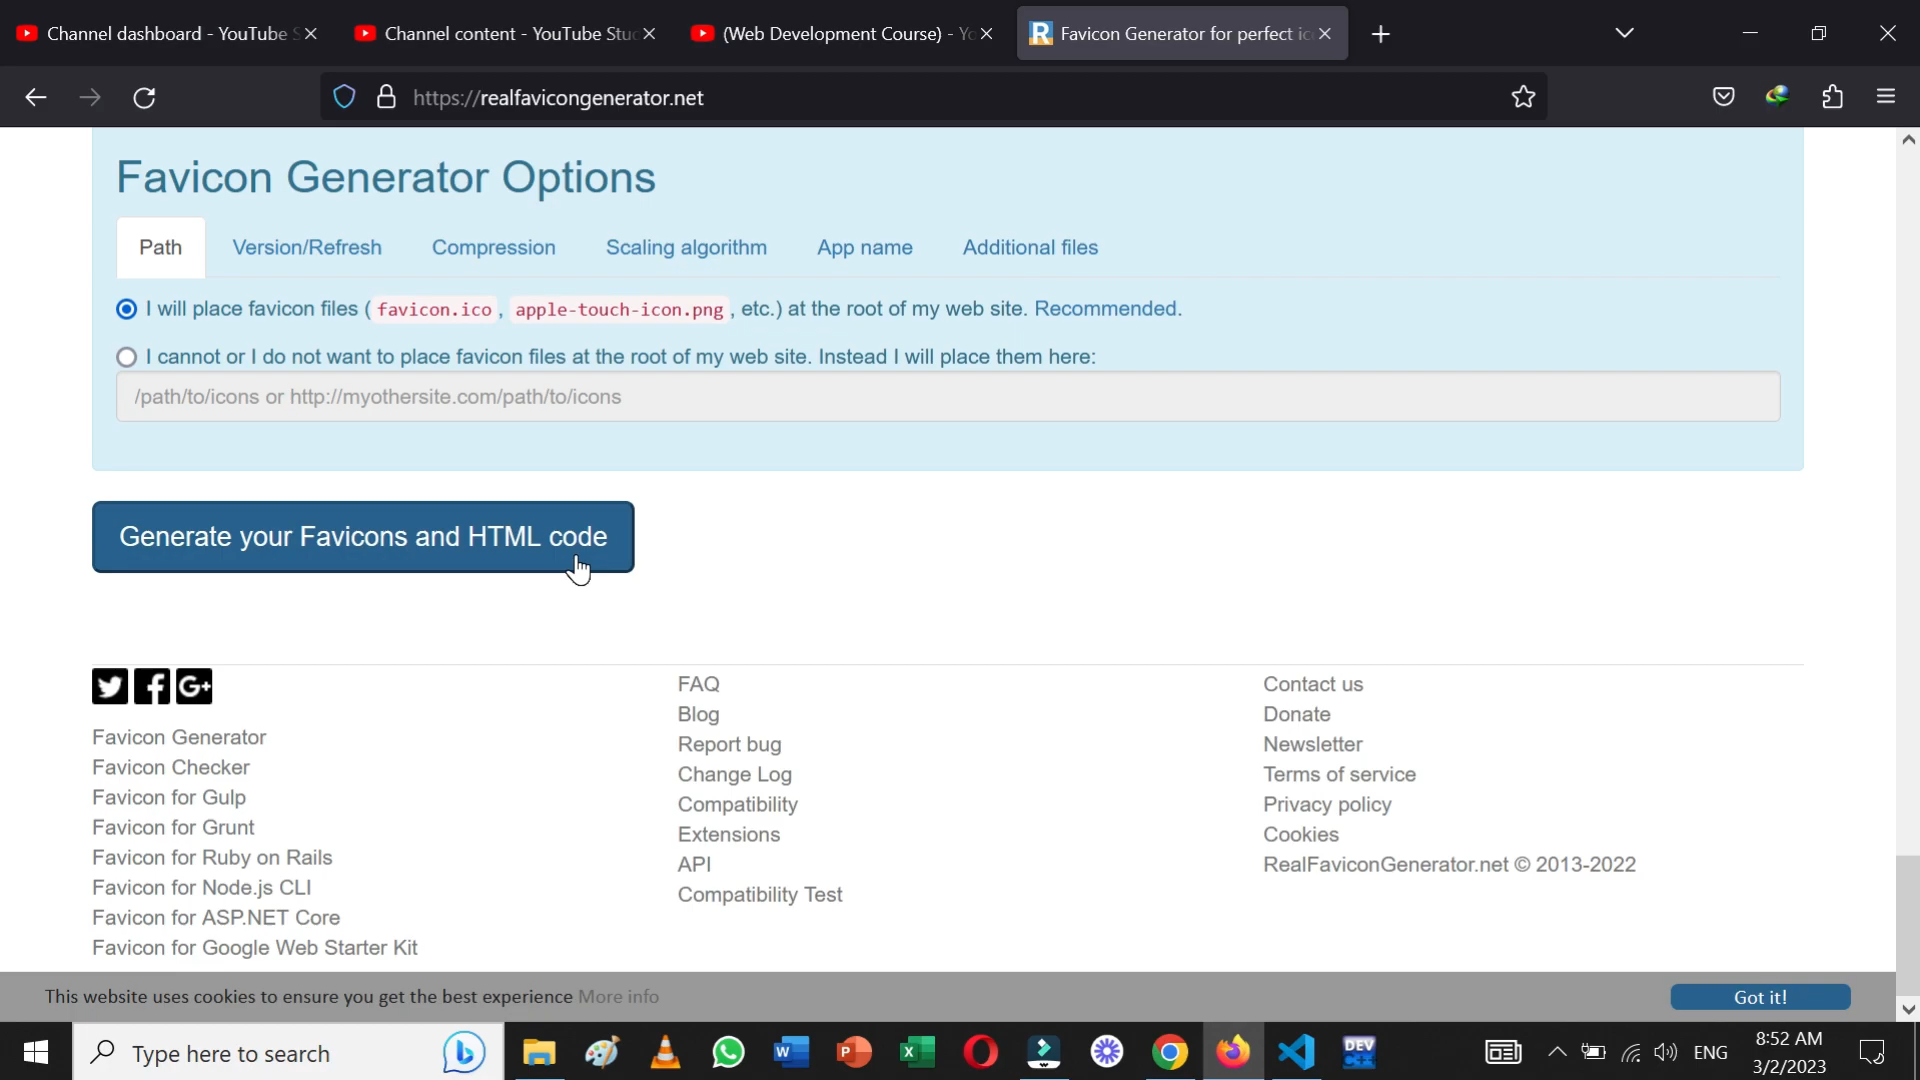 Channel dashboard - YouTube S
Channel content - YouTube Stu
(Web Development Course) - Yo
Favicon Generator for perfect ic
https://realfavicongenerator.net
Favicon Generator Options
Path
Version/Refresh
Compression
Scaling algorithm
App name
Additional files
I will place favicon files ( favicon.ico , apple-touch-icon.png , etc.) at the root of my web site. Recommended.
I cannot or I do not want to place favicon files at the root of my web site. Instead I will place them here:
/path/to/icons or http://myothersite.com/path/to/icons
Generate your Favicons and HTML code
G+
Favicon Generator
Favicon Checker
Favicon for Gulp
Favicon for Grunt
Favicon for Ruby on Rails
Favicon for Node.js CLI
Favicon for ASP.NET Core
Favicon for Google Web Starter Kit
FAQ
Blog
Report bug
Change Log
Compatibility
Extensions
API
Compatibility Test
Contact us
Donate
Newsletter
Terms of service
Privacy policy
Cookies
RealFaviconGenerator.net © 2013-2022
This website uses cookies to ensure you get the best experience More info
Got it!
Type here to search
DEV
C++
ENG
8:52 AM
3/2/2023